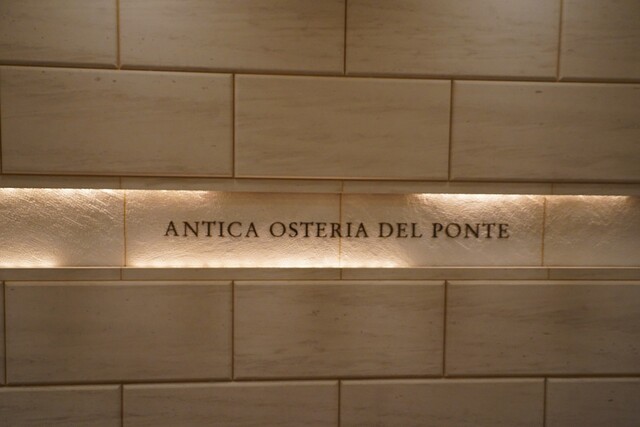 ANTICA OSTERIA DEL PONTE